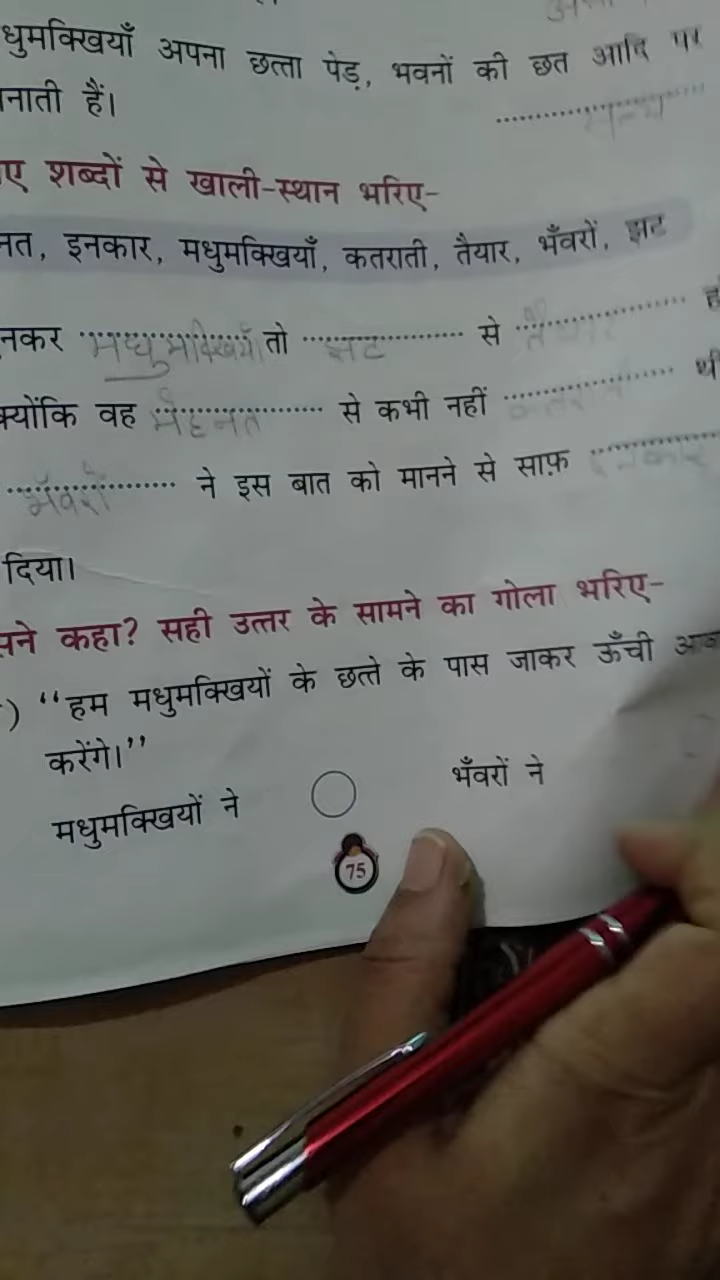 धुमक्खियाँ अपना छत्ता पेड़, भवनों की छत आदि पर
नाती हैं। ........................
ए शब्दों से खाली-स्थान भरिए–
नत, इनकार, मधुमक्खियाँ, कतराती, तैयार, भँवरों, झट
नकर मधुमक्खियाँ तो झट से तैयार
क्योंकि वह मेहनत से कभी नहीं कतराती थी
भँवरों ने इस बात को मानने से साफ़ इनकार
दिया।
सने कहा? सही उत्तर के सामने का गोला भरिए–
) “हम मधुमक्खियों के छत्ते के पास जाकर ऊँची
करेंगे।”
मधुमक्खियों ने भँवरों ने
75